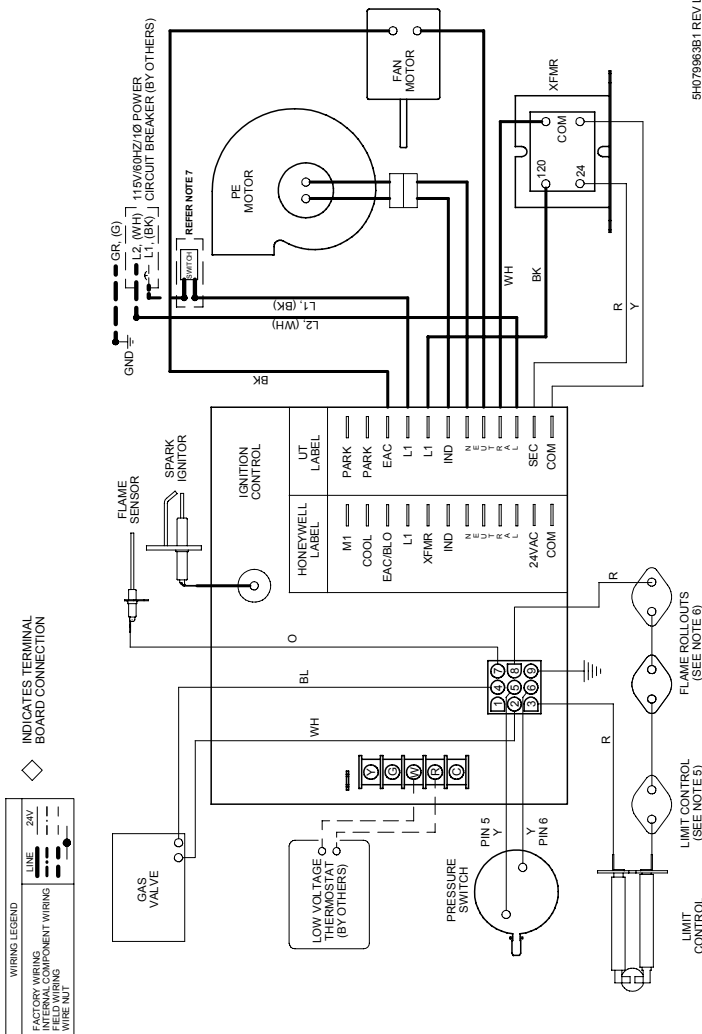 WIRING LEGEND
LINE
24V
FACTORY WIRING
INTERNAL COMPONENT WIRING
FIELD WIRING
WIRE NUT
INDICATES TERMINAL
BOARD CONNECTION
GAS
VALVE
LOW VOLTAGE
THERMOSTAT
(BY OTHERS)
PRESSURE
SWITCH
PIN 5
Y
Y
PIN 6
LIMIT
CONTROL
LIMIT CONTROL
(SEE NOTE 5)
FLAME ROLLOUTS
(SEE NOTE 6)
R
R
WH
BL
O
Y
G
W
R
C
1
4
7
2
5
8
3
6
9
FLAME
SENSOR
SPARK
IGNITOR
IGNITION
CONTROL
HONEYWELL
LABEL
UT
LABEL
M1
PARK
COOL
PARK
EAC/BLO
EAC
L1
L1
XFMR
L1
IND
IND
N
E
U
T
R
A
L
N
E
U
T
R
A
L
24VAC
SEC
COM
COM
GND
GR, (G)
L2, (WH)
L1, (BK)
115V/60HZ/1Ø POWER
CIRCUIT BREAKER (BY OTHERS)
SWITCH
REFER NOTE 7
BK
L2, (WH)
L1, (BK)
PE
MOTOR
FAN
MOTOR
WH
BK
R
Y
120
COM
24
XFMR
5H079963B1 REV L